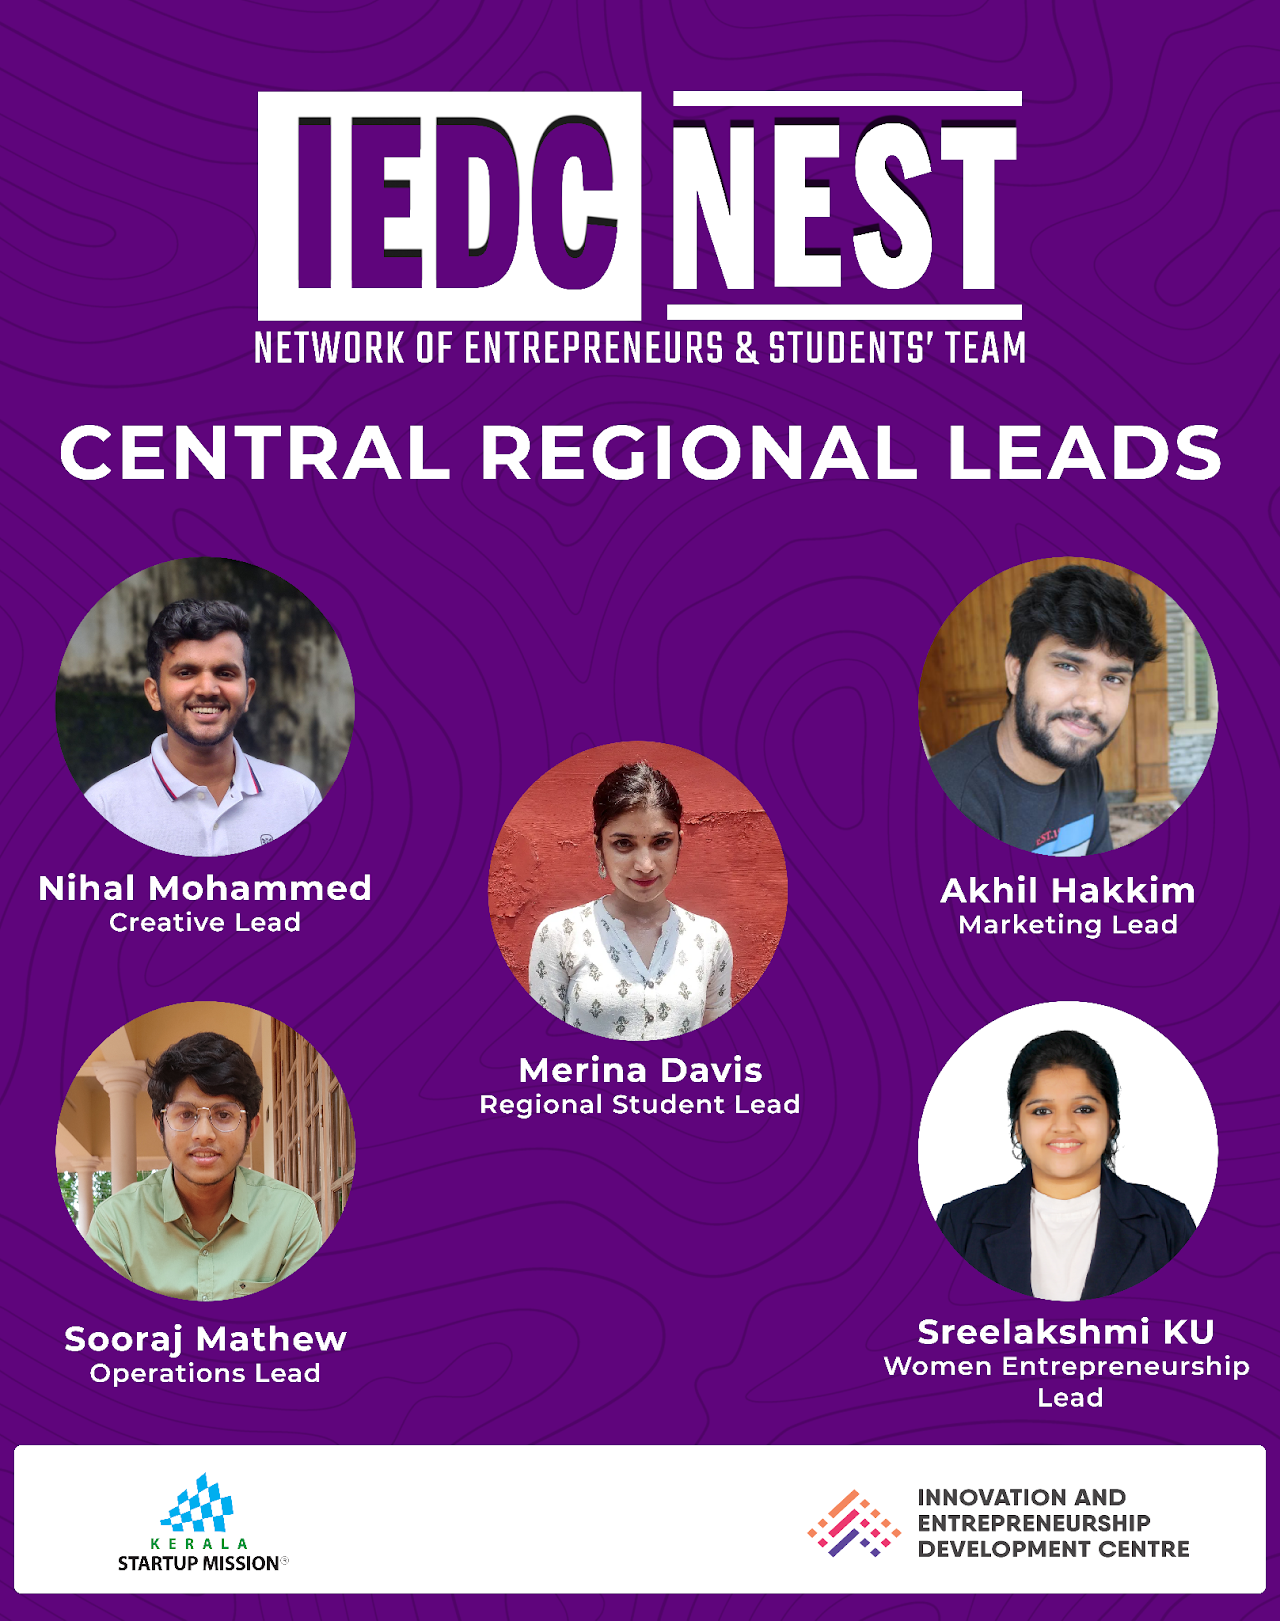 IEDC NEST
NETWORK OF ENTREPRENEURS & STUDENTS' TEAM
CENTRAL REGIONAL LEADS
Nihal Mohammed
Creative Lead
Akhil Hakkim
Marketing Lead
Merina Davis
Regional Student Lead
Sooraj Mathew
Operations Lead
Sreelakshmi KU
Women Entrepreneurship
Lead
KERALA
STARTUP MISSION®
INNOVATION AND
ENTREPRENEURSHIP
DEVELOPMENT CENTRE